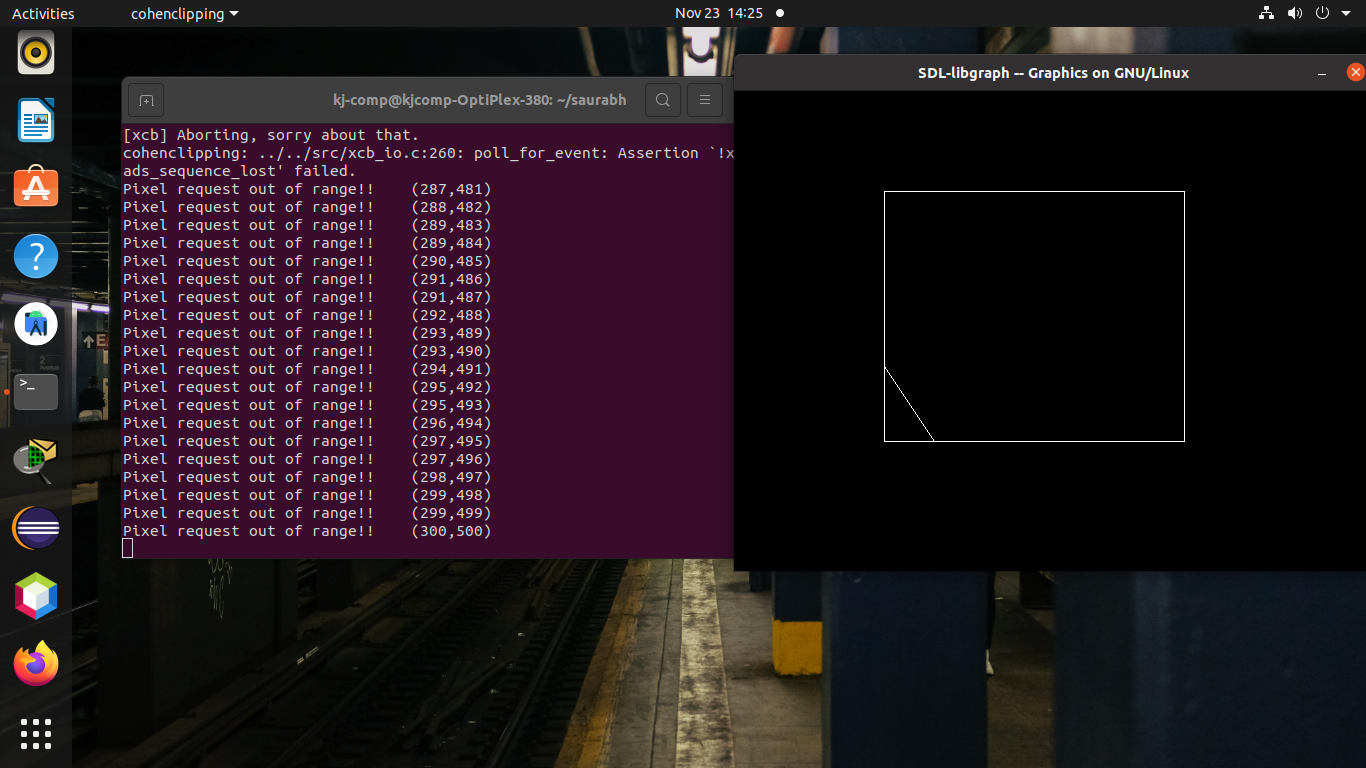 Activities
cohenclipping
Nov 23 14:25
kj-comp@kjcomp-OptiPlex-380: ~/saurabh
[xcb] Aborting, sorry about that.
cohenclipping: ../../src/xcb_io.c:260: poll_for_event: Assertion `!x
ads_sequence_lost' failed.
Pixel request out of range!! (287,481)
Pixel request out of range!! (288,482)
Pixel request out of range!! (289,483)
Pixel request out of range!! (289,484)
Pixel request out of range!! (290,485)
Pixel request out of range!! (291,486)
Pixel request out of range!! (291,487)
Pixel request out of range!! (292,488)
Pixel request out of range!! (293,489)
Pixel request out of range!! (293,490)
Pixel request out of range!! (294,491)
Pixel request out of range!! (295,492)
Pixel request out of range!! (295,493)
Pixel request out of range!! (296,494)
Pixel request out of range!! (297,495)
Pixel request out of range!! (297,496)
Pixel request out of range!! (298,497)
Pixel request out of range!! (299,498)
Pixel request out of range!! (299,499)
Pixel request out of range!! (300,500)
SDL-libgraph -- Graphics on GNU/Linux